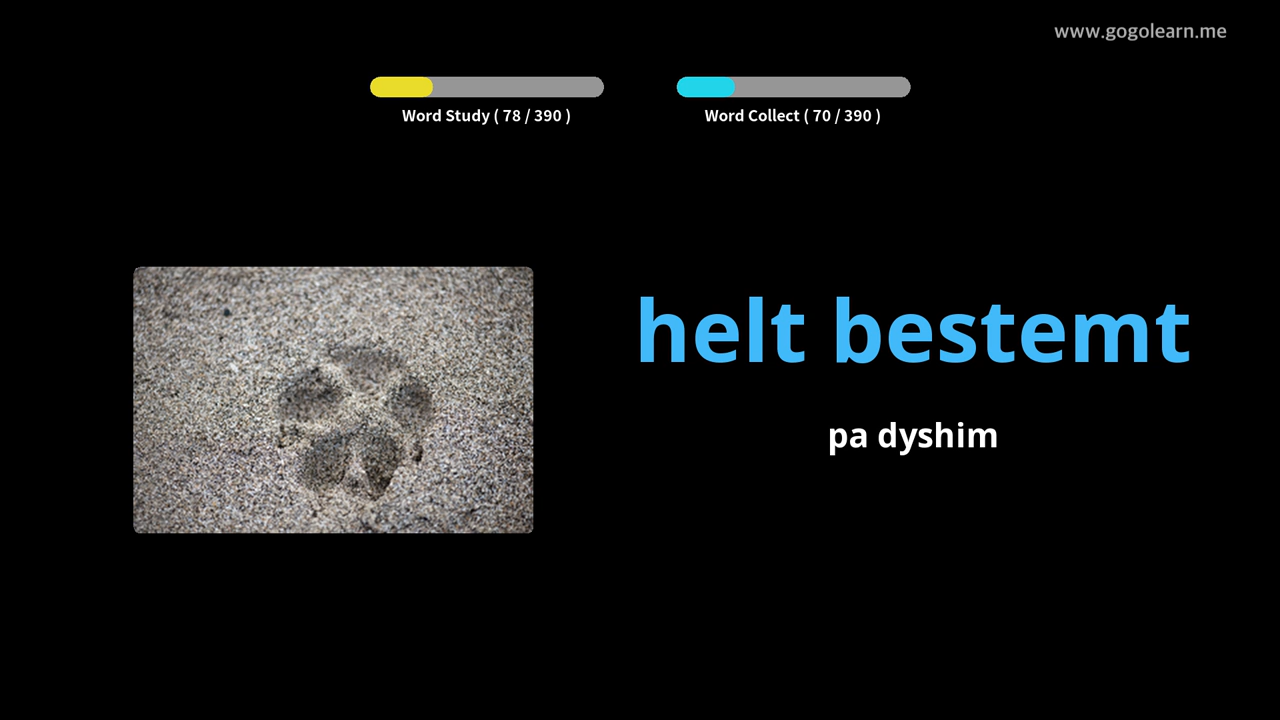 www.gogolearn.me
Word Study ( 78 / 390 )
Word Collect ( 70 / 390 )
helt bestemt
pa dyshim